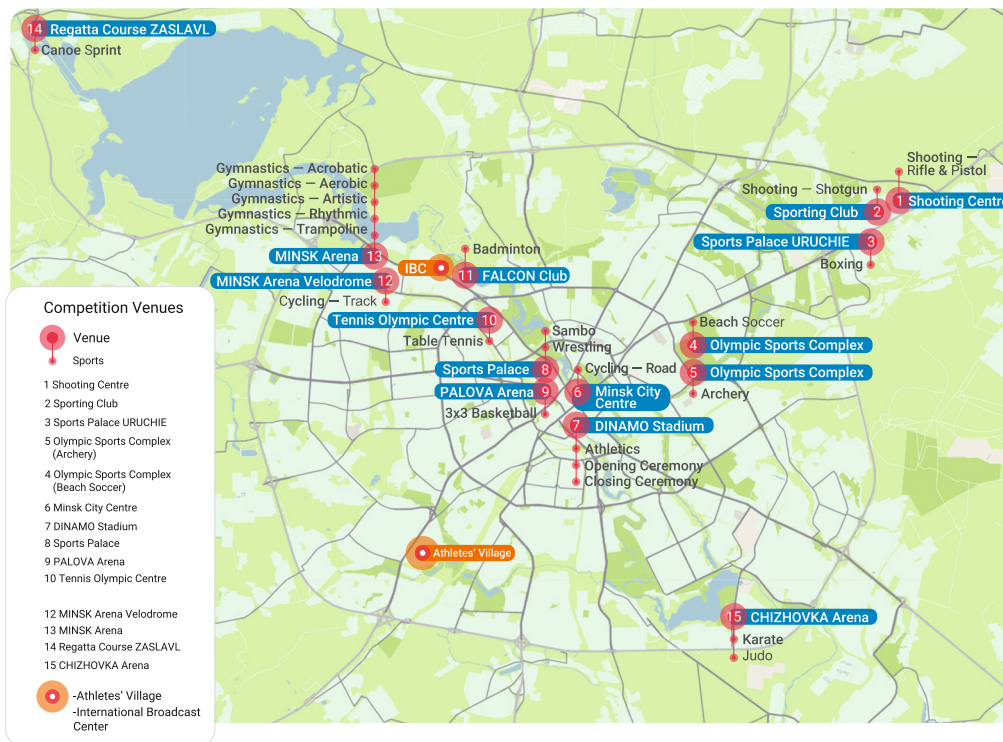 14 Regatta Course ZASLAVL
Canoe Sprint
Gymnastics — Acrobatic
Gymnastics — Aerobic
Gymnastics — Artistic
Gymnastics — Rhythmic
Gymnastics — Trampoline
MINSK Arena 13
MINSK Arena Velodrome 12
Cycling — Track
IBC
Badminton
11 FALCON Club
Tennis Olympic Centre 10
Table Tennis
Shooting —
Rifle & Pistol
Shooting — Shotgun
1 Shooting Centre
Sporting Club 2
Sports Palace URUCHIE 3
Boxing
Beach Soccer
4 Olympic Sports Complex
5 Olympic Sports Complex
Archery
Sambo
Wrestling
Sports Palace 8
PALOVA Arena 9
3x3 Basketball
Cycling — Road
6 Minsk City
Centre
7 DINAMO Stadium
Athletics
Opening Ceremony
Closing Ceremony
Athletes' Village
15 CHIZHOVKA Arena
Karate
Judo
Competition Venues
Venue
Sports
1 Shooting Centre
2 Sporting Club
3 Sports Palace URUCHIE
5 Olympic Sports Complex
(Archery)
4 Olympic Sports Complex
(Beach Soccer)
6 Minsk City Centre
7 DINAMO Stadium
8 Sports Palace
9 PALOVA Arena
10 Tennis Olympic Centre
12 MINSK Arena Velodrome
13 MINSK Arena
14 Regatta Course ZASLAVL
15 CHIZHOVKA Arena
-Athletes' Village
-International Broadcast
Center